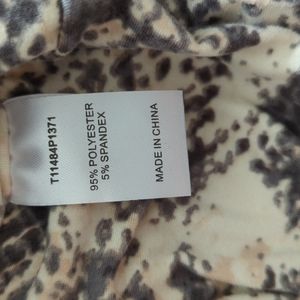 T11484P1371
95% POLYESTER
5% SPANDEX
MADE IN CHINA